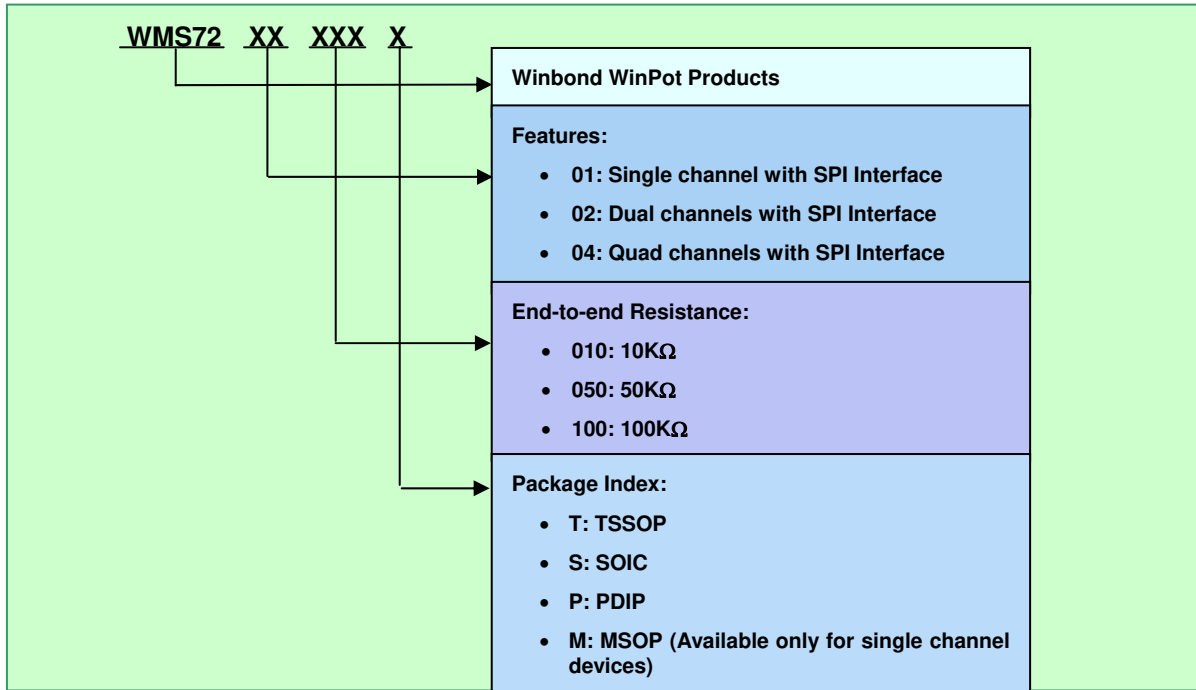 WMS72 XX XXX X
Winbond WinPot Products
Features:
• 01: Single channel with SPI Interface
• 02: Dual channels with SPI Interface
• 04: Quad channels with SPI Interface
End-to-end Resistance:
• 010: 10KΩ
• 050: 50KΩ
• 100: 100KΩ
Package Index:
• T: TSSOP
• S: SOIC
• P: PDIP
• M: MSOP (Available only for single channel
devices)